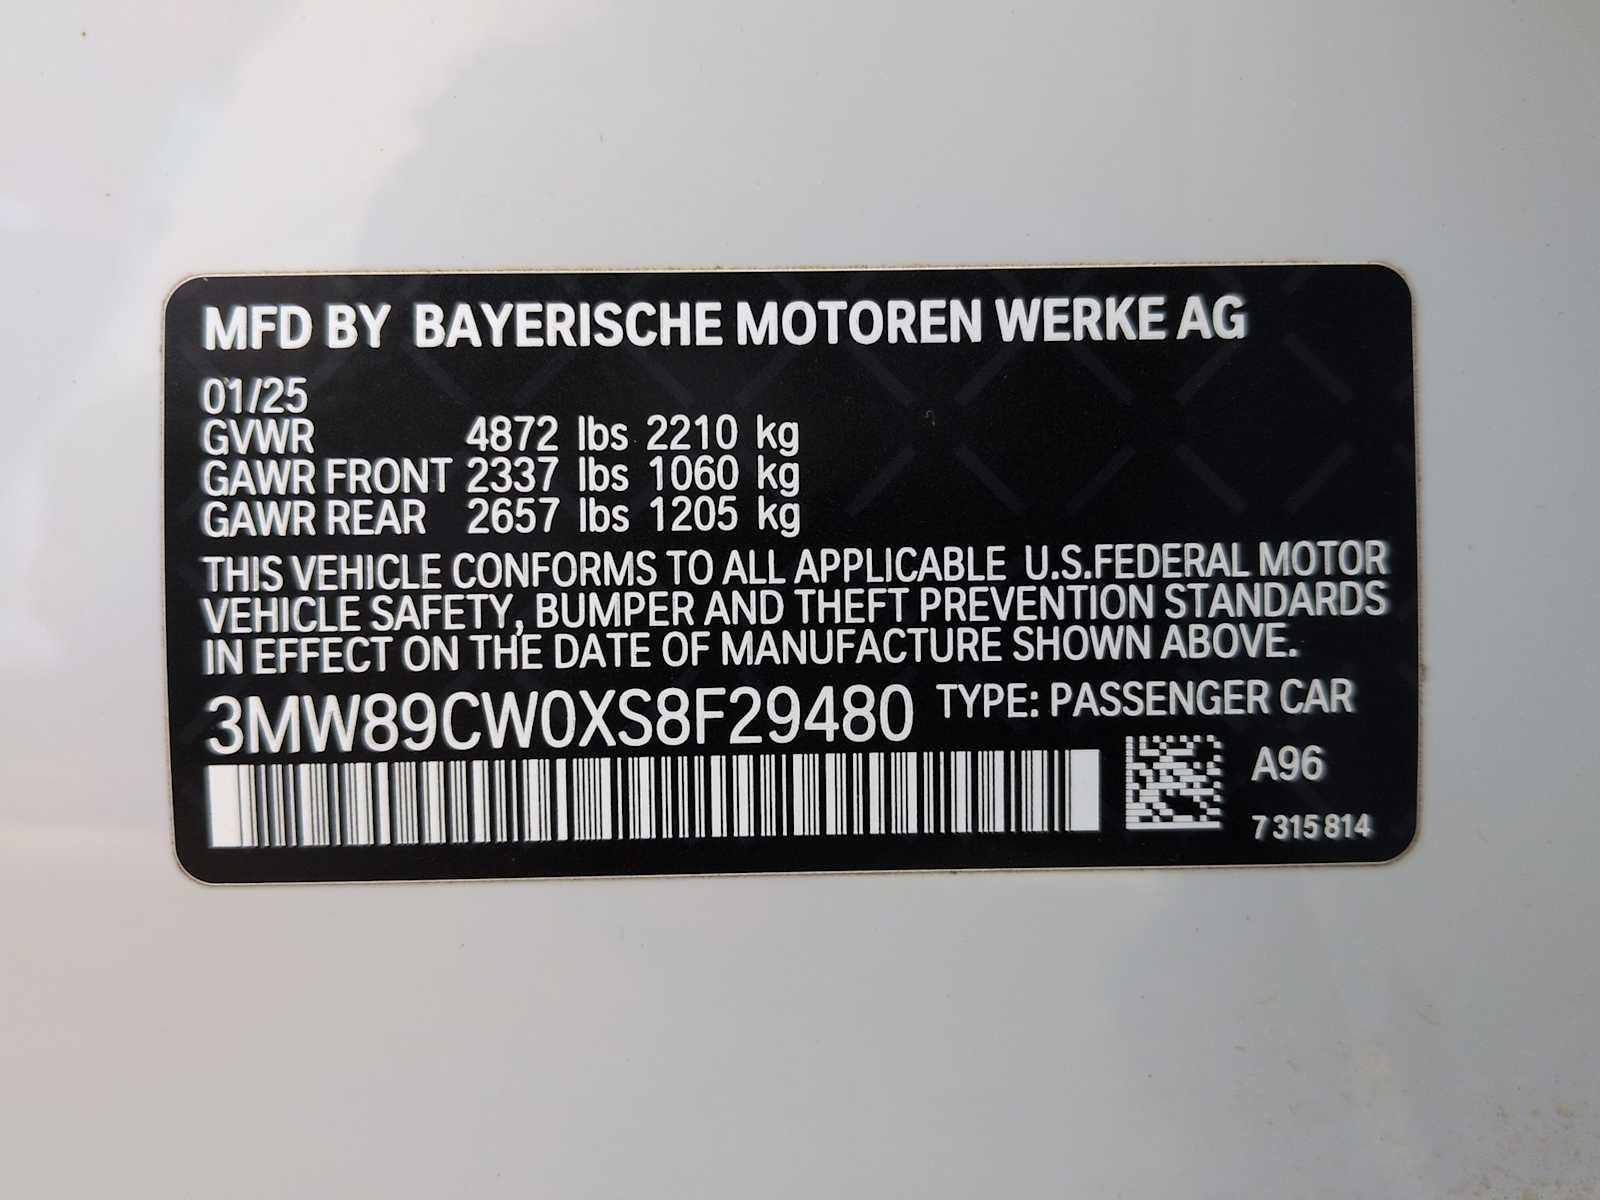 MFD BY BAYERISCHE MOTOREN WERKE AG
01/25
GVWR 4872 lbs 2210 kg
GAWR FRONT 2337 lbs 1060 kg
GAWR REAR 2657 lbs 1205 kg
THIS VEHICLE CONFORMS TO ALL APPLICABLE U.S.FEDERAL MOTOR
VEHICLE SAFETY, BUMPER AND THEFT PREVENTION STANDARDS
IN EFFECT ON THE DATE OF MANUFACTURE SHOWN ABOVE.
3MW89CW0XS8F29480 TYPE: PASSENGER CAR
A96
7 315 814